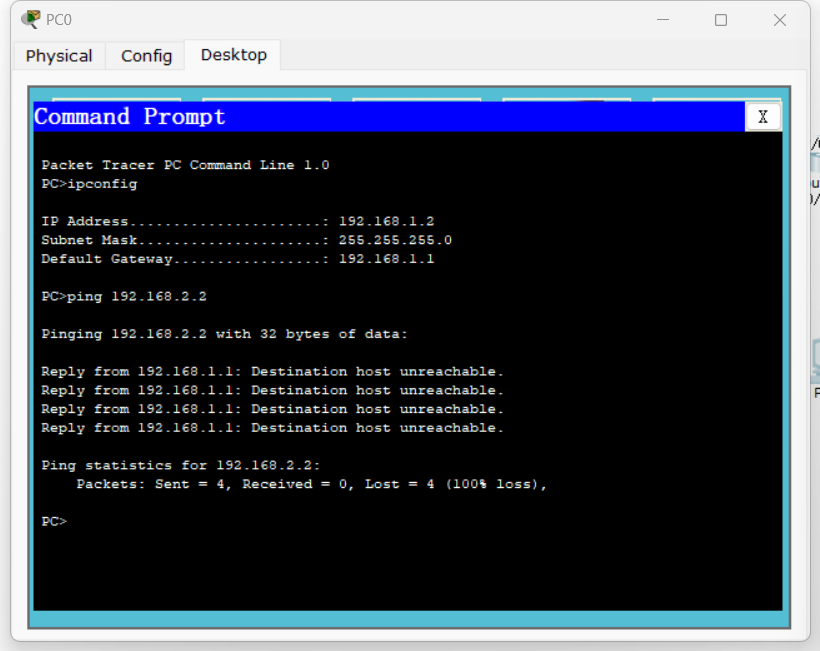 PC0
Physical Config Desktop
Command Prompt X
Packet Tracer PC Command Line 1.0
PC>ipconfig
IP Address......................: 192.168.1.2
Subnet Mask.....................: 255.255.255.0
Default Gateway.................: 192.168.1.1
PC>ping 192.168.2.2
Pinging 192.168.2.2 with 32 bytes of data:
Reply from 192.168.1.1: Destination host unreachable.
Reply from 192.168.1.1: Destination host unreachable.
Reply from 192.168.1.1: Destination host unreachable.
Reply from 192.168.1.1: Destination host unreachable.
Ping statistics for 192.168.2.2:
Packets: Sent = 4, Received = 0, Lost = 4 (100% loss),
PC>